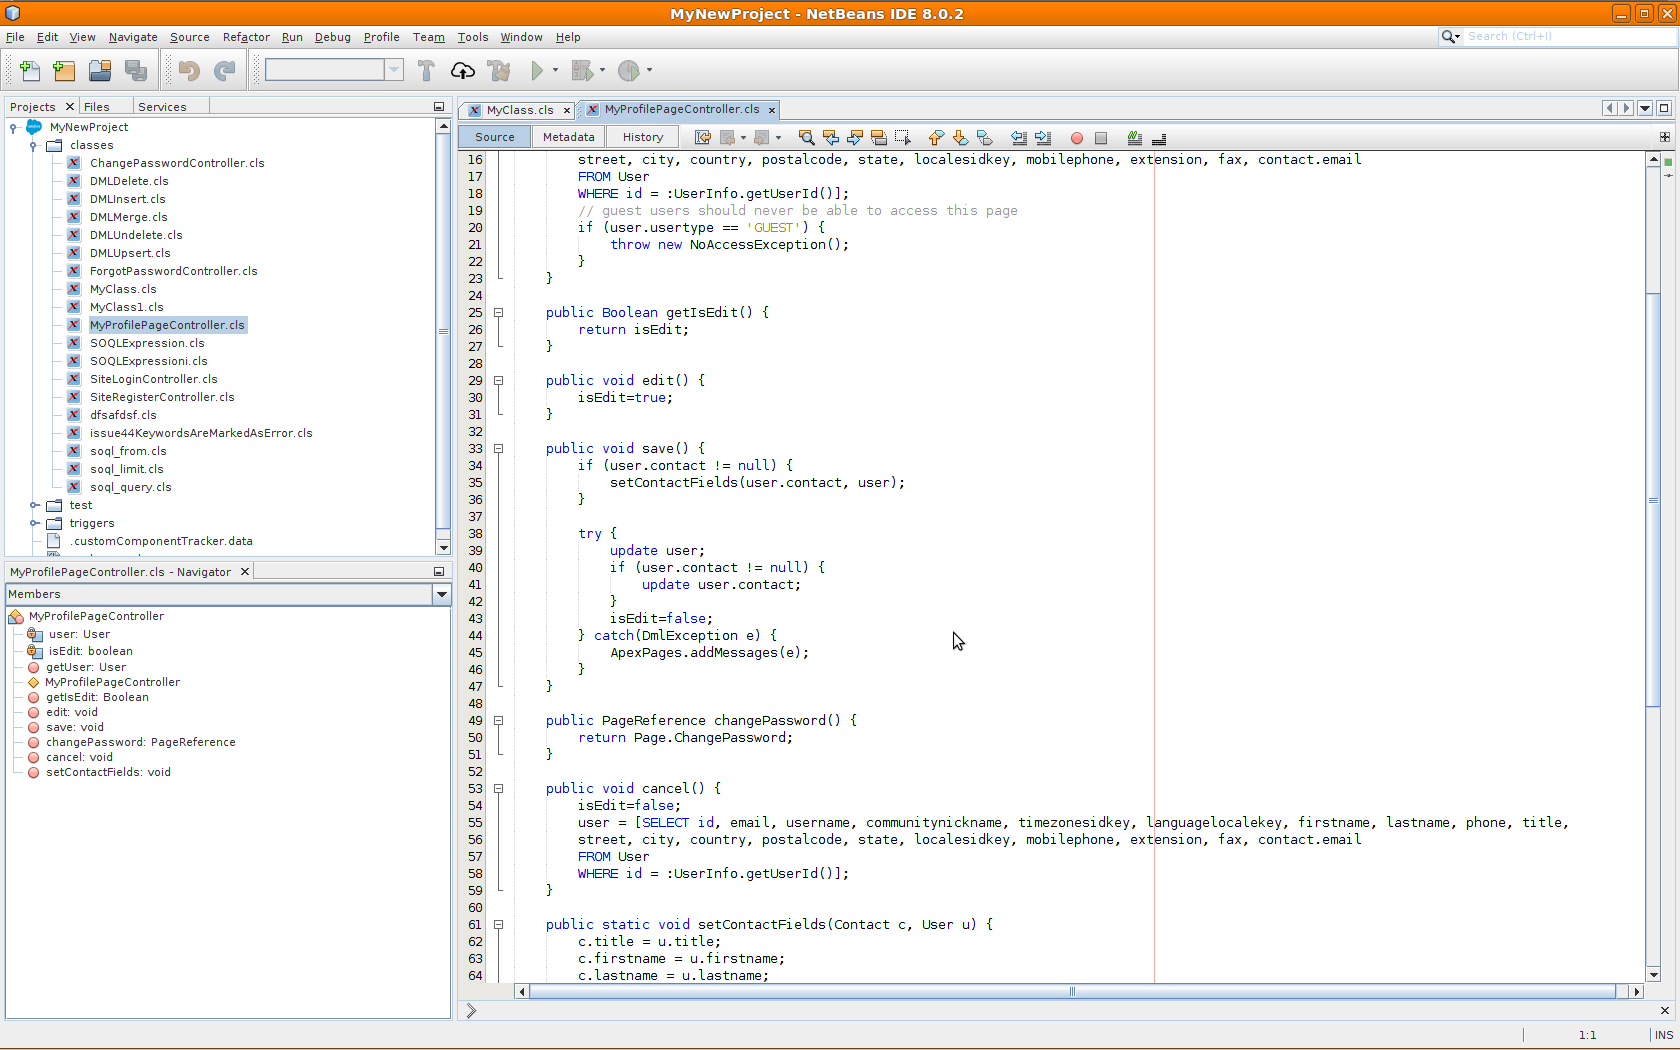 MyNewProject - NetBeans IDE 8.0.2
File Edit View Navigate Source Refactor Run Debug Profile Team Tools Window Help
Search (Ctrl+I)
Projects Files Services
MyNewProject
classes
ChangePasswordController.cls
DMLDelete.cls
DMLInsert.cls
DMLMerge.cls
DMLUndelete.cls
DMLUpsert.cls
ForgotPasswordController.cls
MyClass.cls
MyClass1.cls
MyProfilePageController.cls
SOQLExpression.cls
SOQLExpressioni.cls
SiteLoginController.cls
SiteRegisterController.cls
dfsafdsf.cls
issue44KeywordsAreMarkedAsError.cls
soql_from.cls
soql_limit.cls
soql_query.cls
test
triggers
.customComponentTracker.data
MyProfilePageController.cls - Navigator
Members
MyProfilePageController
user: User
isEdit: boolean
getUser: User
MyProfilePageController
getIsEdit: Boolean
edit: void
save: void
changePassword: PageReference
cancel: void
setContactFields: void
MyClass.cls MyProfilePageController.cls
Source Metadata History
16 street, city, country, postalcode, state, localesidkey, mobilephone, extension, fax, contact.email
17 FROM User
18 WHERE id = :UserInfo.getUserId()];
19 // guest users should never be able to access this page
20 if (user.usertype == 'GUEST') {
21 throw new NoAccessException();
22 }
23 }
24
25 public Boolean getIsEdit() {
26 return isEdit;
27 }
28
29 public void edit() {
30 isEdit=true;
31 }
32
33 public void save() {
34 if (user.contact != null) {
35 setContactFields(user.contact, user);
36 }
37
38 try {
39 update user;
40 if (user.contact != null) {
41 update user.contact;
42 }
43 isEdit=false;
44 } catch(DmlException e) {
45 ApexPages.addMessages(e);
46 }
47 }
48
49 public PageReference changePassword() {
50 return Page.ChangePassword;
51 }
52
53 public void cancel() {
54 isEdit=false;
55 user = [SELECT id, email, username, communitynickname, timezonesidkey, languagelocalekey, firstname, lastname, phone, title,
56 street, city, country, postalcode, state, localesidkey, mobilephone, extension, fax, contact.email
57 FROM User
58 WHERE id = :UserInfo.getUserId()];
59 }
60
61 public static void setContactFields(Contact c, User u) {
62 c.title = u.title;
63 c.firstname = u.firstname;
64 c.lastname = u.lastname;
1:1 INS